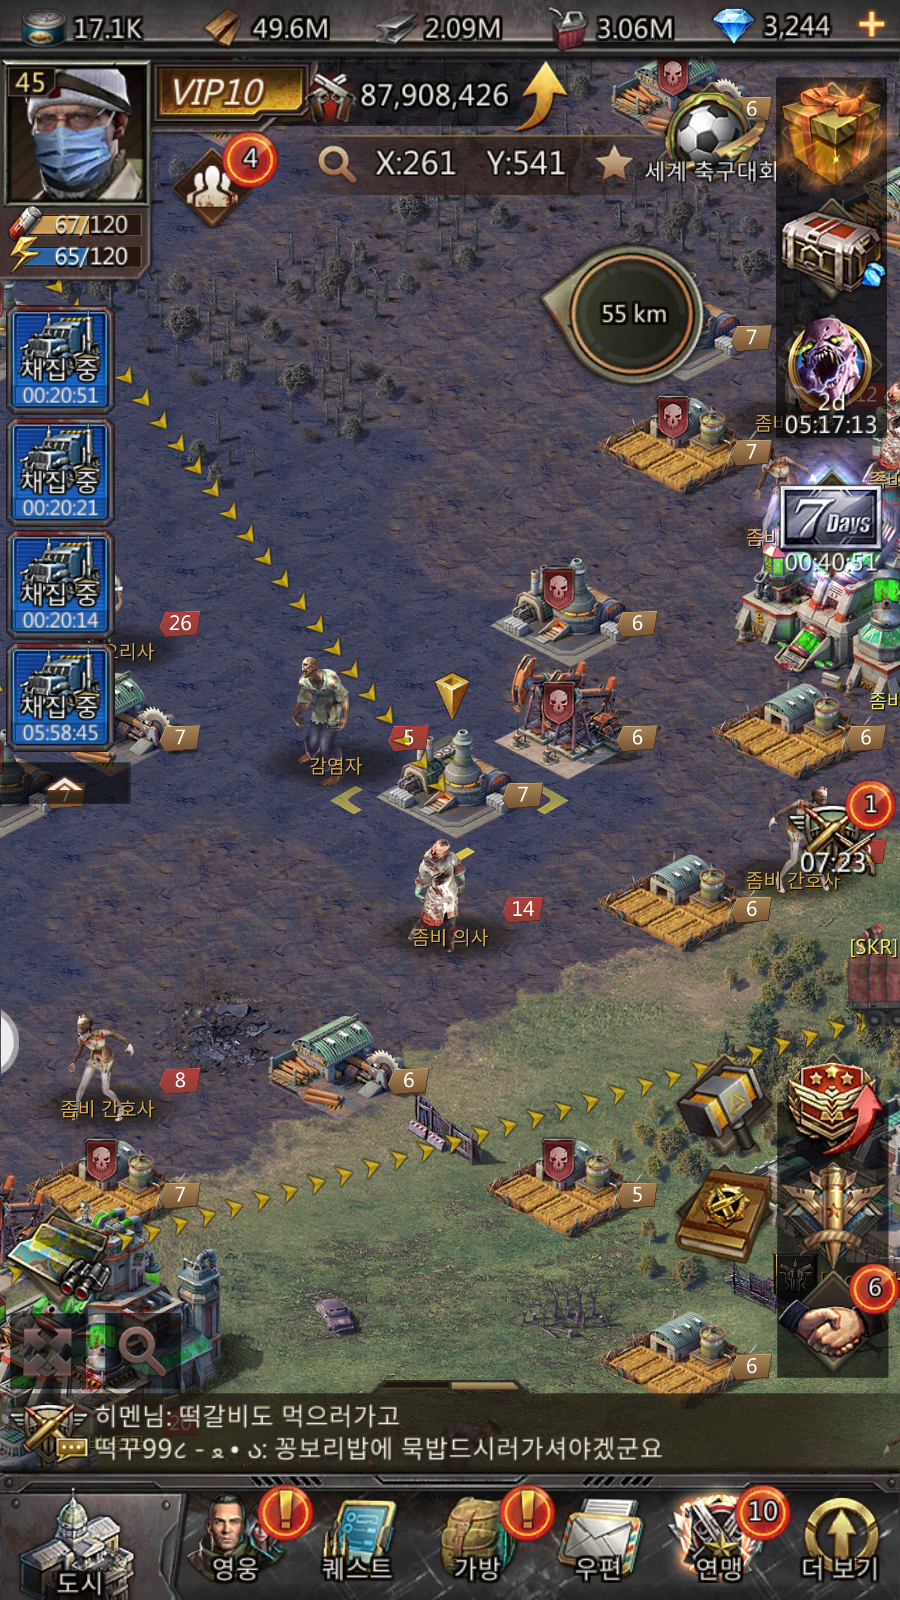 17.1K 49.6M 2.09M 3.06M 3,244
45
VIP10
87,908,426
6
4
X:261 Y:541
세계 축구대회
67/120
65/120
55 km
7
채집 중
00:20:51
2d
05:17:13
12
7
채집 중
00:20:21
7 Days
00:40:51
채집 중
00:20:14
26
6
채집 중
05:58:45
7
5
6
6
감염자
7
7
1
07:23
14
6
좀비 간호사
좀비 의사
[SKR]
8
6
좀비 간호사
7
5
6
6
히멘님: 떡갈비도 먹으러가고
떡꾸99૮ - ﻌ • ა: 꽁보리밥에 묵밥드시러가셔야겠군요
10
도시 영웅 퀘스트 가방 우편 연맹 더 보기